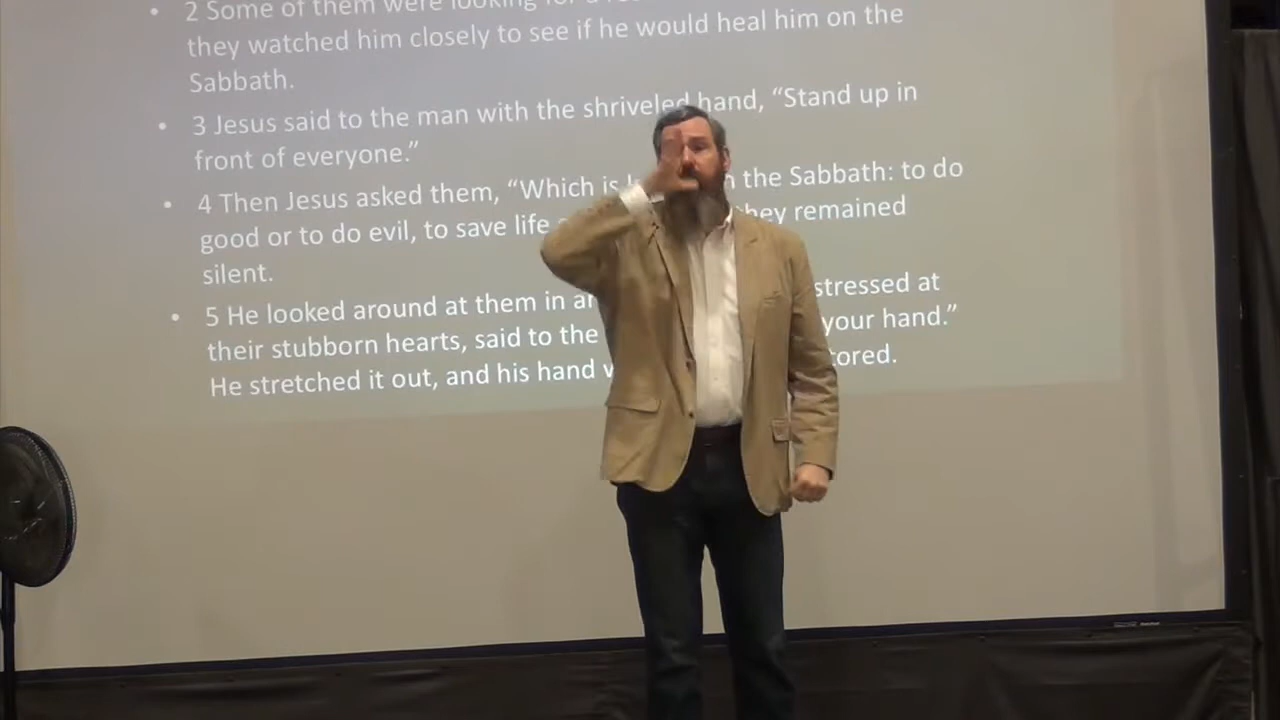 • 2 Some of them were looking for a
they watched him closely to see if he would heal him on the
Sabbath.
• 3 Jesus said to the man with the shriveled hand, “Stand up in
front of everyone.”
• 4 Then Jesus asked them, “Which is the Sabbath: to do
good or to do evil, to save life they remained
silent.
• 5 He looked around at them in stressed at
their stubborn hearts, said to the your hand.”
He stretched it out, and his hand tored.